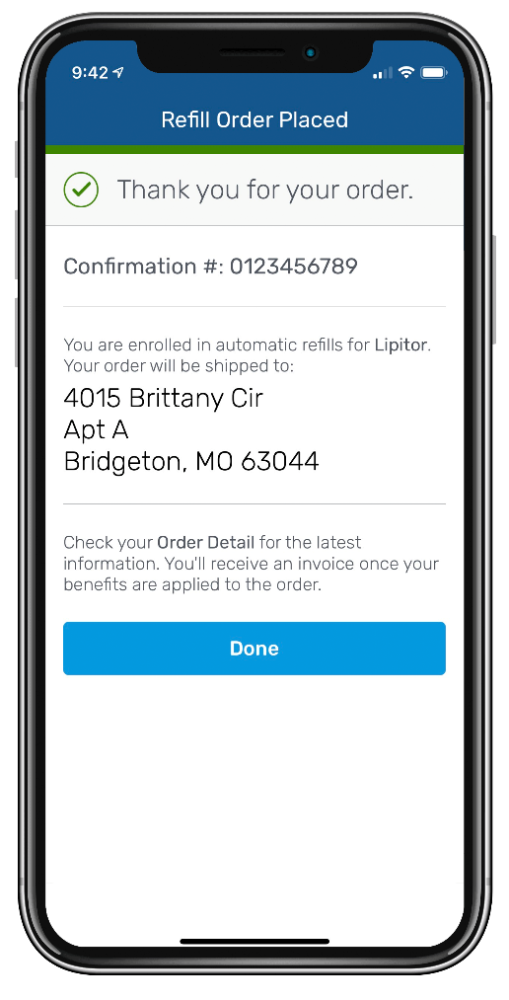 9:42
Refill Order Placed
Thank you for your order.
Confirmation #: 0123456789
You are enrolled in automatic refills for Lipitor.
Your order will be shipped to:
4015 Brittany Cir
Apt A
Bridgeton, MO 63044
Check your Order Detail for the latest
information. You'll receive an invoice once your
benefits are applied to the order.
Done